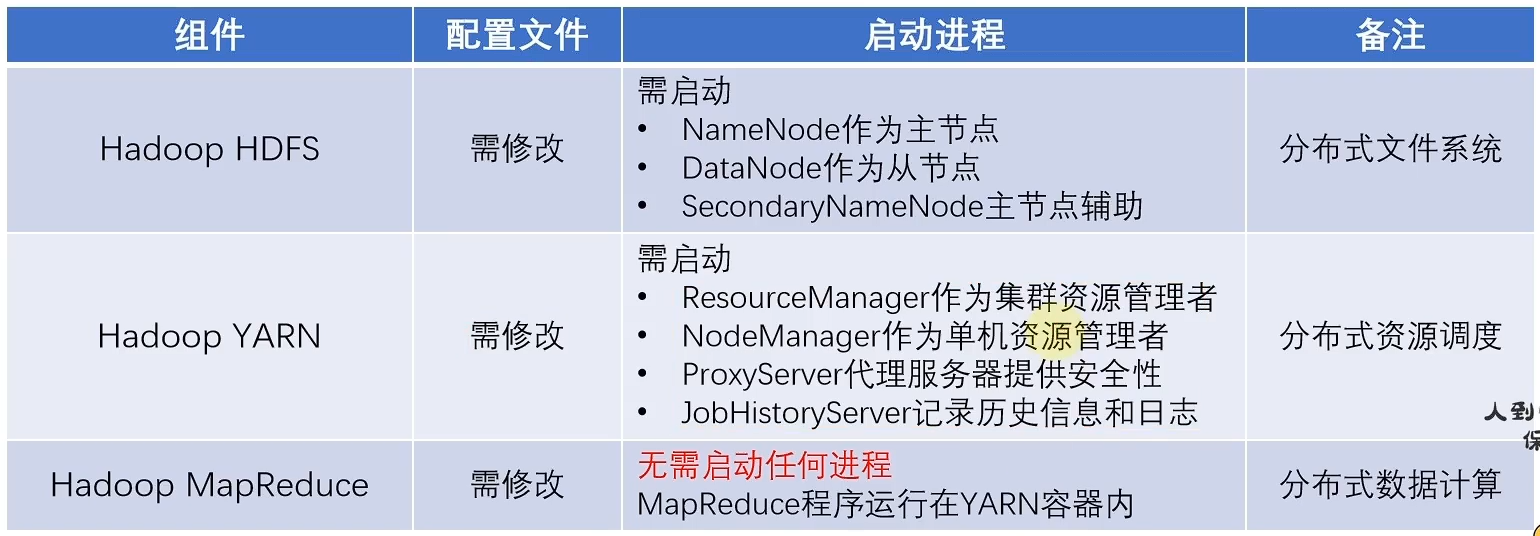 组件 配置文件 启动进程 备注
需启动
• NameNode作为主节点
Hadoop HDFS 需修改 分布式文件系统
• DataNode作为从节点
• SecondaryNameNode主节点辅助
需启动
• ResourceManager作为集群资源管理者
Hadoop YARN 需修改 分布式资源调度
• NodeManager作为单机资源管理者
• ProxyServer代理服务器提供安全性
• JobHistoryServer记录历史信息和日志
人到
无需启动任何进程
Hadoop MapReduce 需修改 分布式数据计算
MapReduce程序运行在YARN容器内